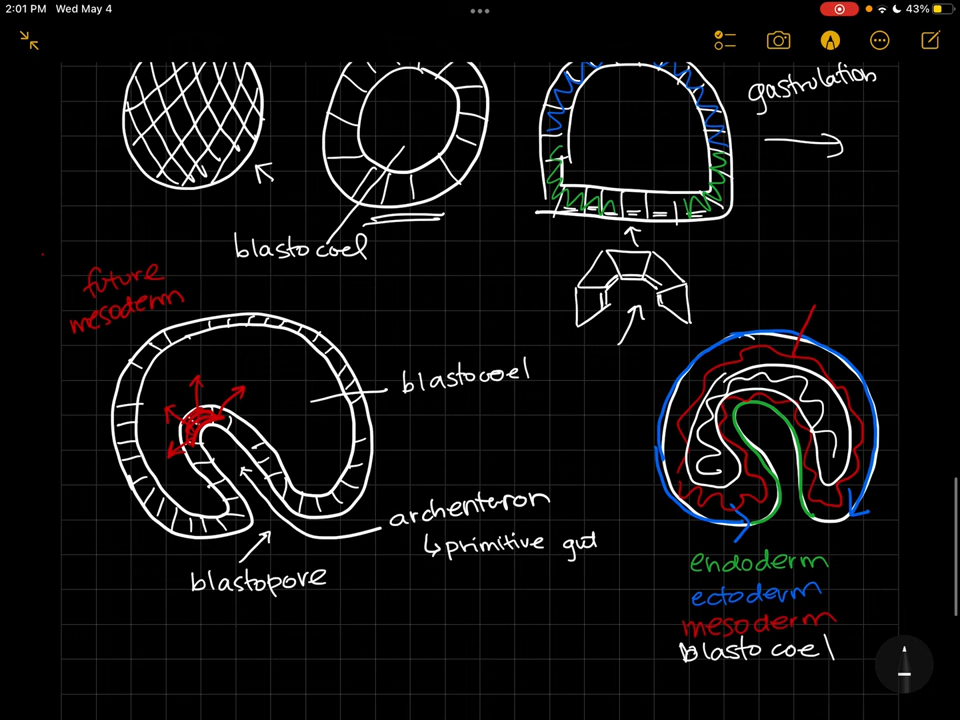 2:01 PM Wed May 4
43%
gastrulation
blastocoel
future
mesoderm
blastocoel
archenteron
↳primitive gut
blastopore
endoderm
ectoderm
mesoderm
blastocoel